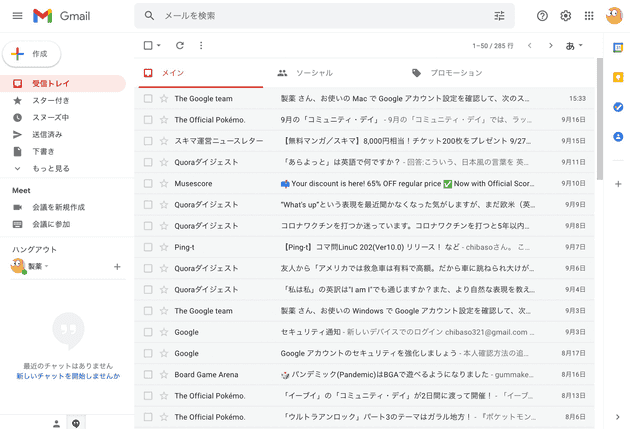 Gmail
メールを検索
作成
1–50 / 285 行
あ
受信トレイ
スター付き
スヌーズ中
送信済み
下書き
もっと見る
Meet
会議を新規作成
会議に参加
ハングアウト
製薬
最近のチャットはありません
新しいチャットを開始しませんか
メイン
ソーシャル
プロモーション
The Google team 製薬 さん、お使いの Mac で Google アカウント設定を確認して、次のス... 15:33
The Official Pokémo. 9月の「コミュニティ・デイ」 - 9月の「コミュニティ・デイ」では、ラッ... 9月16日
スキマ運営ニュースレター 【無料マンガ／スキマ】8,000円相当！チケット200枚をプレゼント 9/27... 9月15日
Quoraダイジェスト 「あらよっと」は英語で何ですか？ - 回答:こういう、日本風の言葉を 英... 9月11日
Musescore 📫 Your discount is here! 65% OFF regular price ✅ Now with Official Scor... 9月10日
Quoraダイジェスト "What's up"という表現を最近聞かなくなった気がしますが、まだ欧米（英... 9月9日
Quoraダイジェスト コロナワクチンを打つか迷っています。コロナワクチンを打つと5年以内... 9月8日
Ping-t 【Ping-t】コマ問LinuC 202(Ver10.0) リリース！ など - chibasoさん。 こ... 9月7日
Quoraダイジェスト 友人から「アメリカでは救急車は有料で高額。だから車に跳ねられ大けが... 9月6日
Quoraダイジェスト 「私は私」の英訳は"I am I"でも通じますか？また、より自然な表現を教え... 9月4日
The Google team 製薬 さん、お使いの Windows で Google アカウント設定を確認して、次... 9月3日
Google セキュリティ通知 - 新しいデバイスでのログイン chibaso321@gmail.com ... 9月3日
Google Google アカウントのセキュリティを強化しましょう - 本人確認方法の追... 8月17日
Board Game Arena 🎲 パンデミック(Pandemic)はBGAで遊べるようになりました - gummake... 8月16日
The Official Pokémo. 「イーブイ」の「コミュニティ・デイ」が2日間に渡って開催！ - 「イーブ... 8月13日
The Official Pokémo. 「ウルトラアンロック」パート3のテーマはガラル地方！ - 『ポケットモン... 8月6日